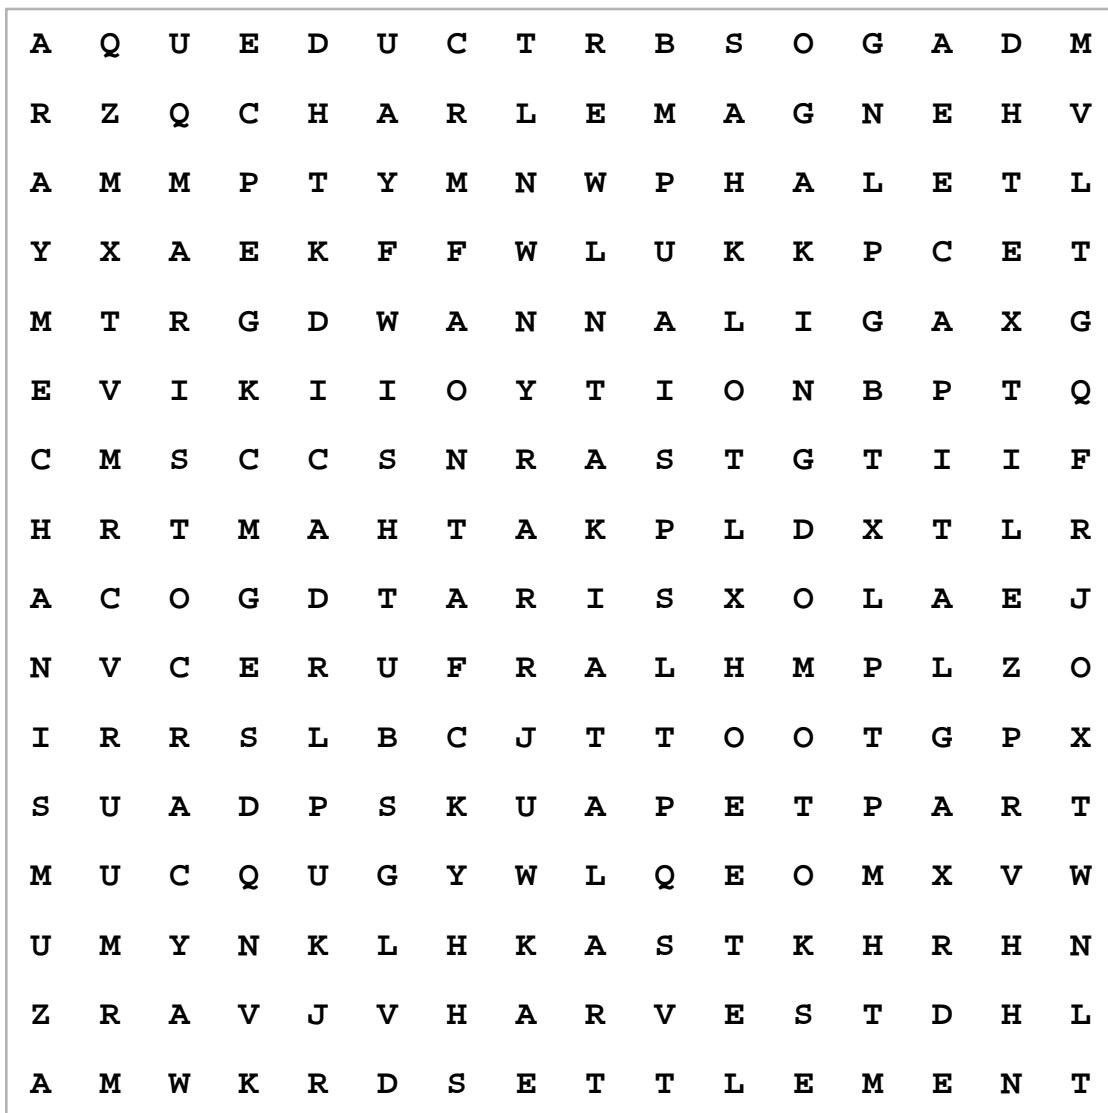 A Q U E D U C T R B S O G A D M
R Z Q C H A R L E M A G N E H V
A M M P T Y M N W P H A L E T L
Y X A E K F F W L U K K P C E T
M T R G D W A N N A L I G A X G
E V I K I I O Y T I O N B P T Q
C M S C C S N R A S T G T I I F
H R T M A H T A K P L D X T L R
A C O G D T A R I S X O L A E J
N V C E R U F R A L H M P L Z O
I R R S L B C J T T O O T G P X
S U A D P S K U A P E T P A R T
M U C Q U G Y W L Q E O M X V W
U M Y N K L H K A S T K H R H N
Z R A V J V H A R V E S T D H L
A M W K R D S E T T L E M E N T